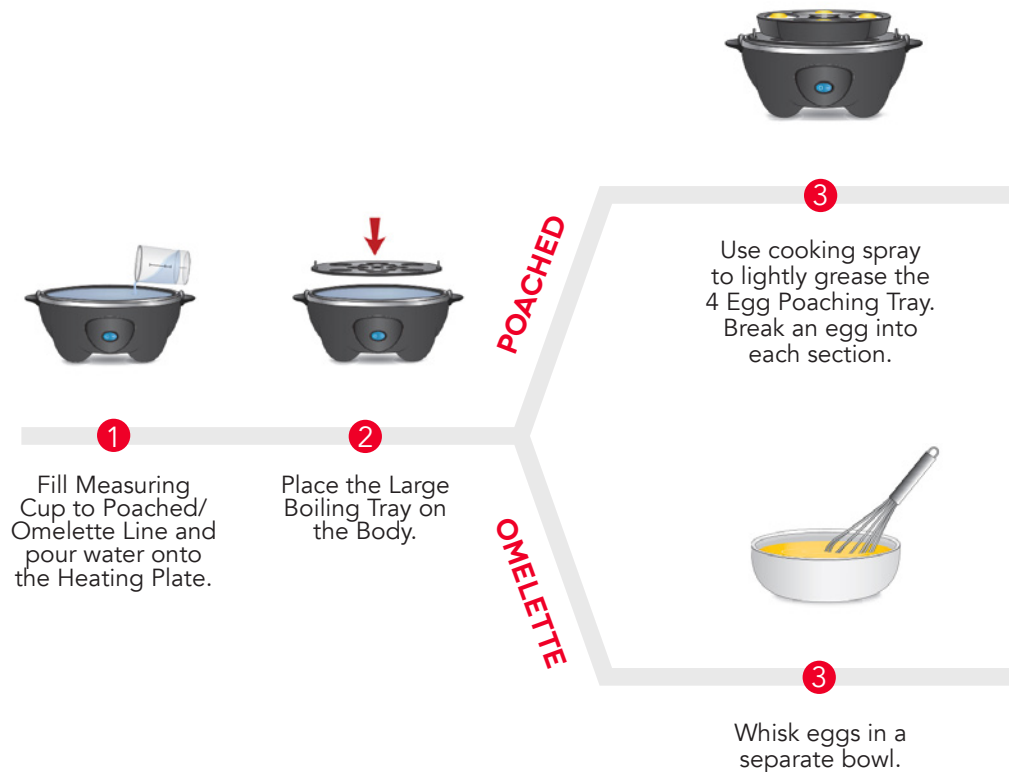 1
Fill Measuring
Cup to Poached/
Omelette Line and
pour water onto
the Heating Plate.
2
Place the Large
Boiling Tray on
the Body.
POACHED
3
Use cooking spray
to lightly grease the
4 Egg Poaching Tray.
Break an egg into
each section.
OMELETTE
3
Whisk eggs in a
separate bowl.